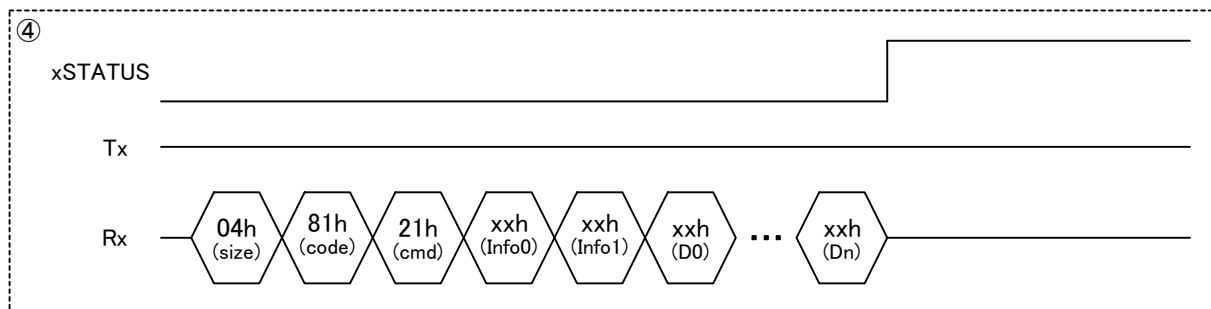 ④
xSTATUS
Tx
Rx
04h
(size)
81h
(code)
21h
(cmd)
xxh
(Info0)
xxh
(Info1)
xxh
(D0)
･･･
xxh
(Dn)